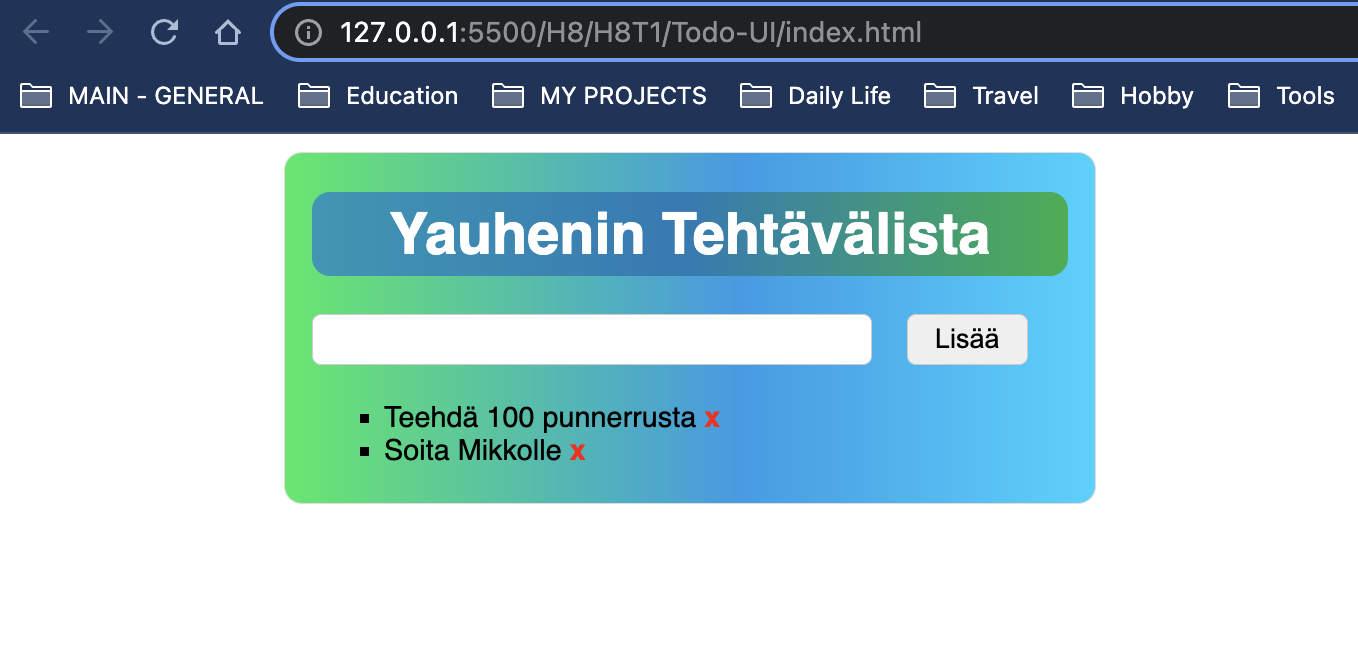 127.0.0.1:5500/H8/H8T1/Todo-UI/index.html
MAIN - GENERAL Education MY PROJECTS Daily Life Travel Hobby Tools
Yauhenin Tehtävälista
Lisää
Teehdä 100 punnerrusta x
Soita Mikkolle x